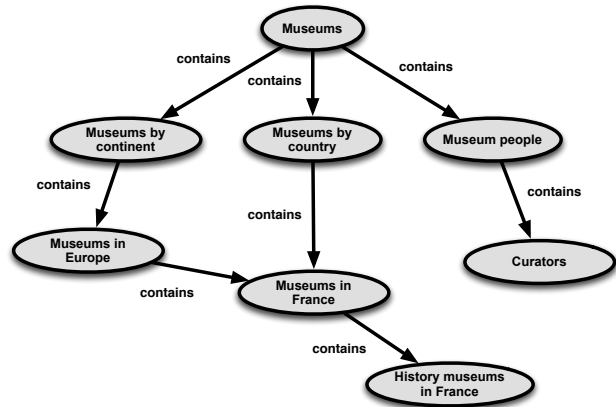 Museums
contains
contains
contains
Museums by
continent
Museums by
country
Museum people
contains
contains
contains
Museums in
Europe
Curators
contains
Museums in
France
contains
History museums
in France